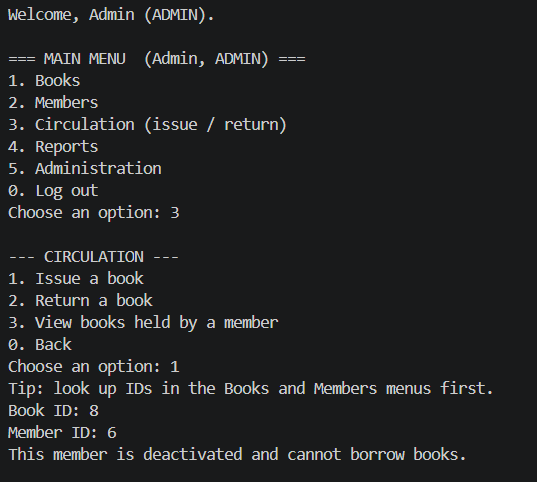 Welcome, Admin (ADMIN).

=== MAIN MENU  (Admin, ADMIN) ===
1. Books
2. Members
3. Circulation (issue / return)
4. Reports
5. Administration
0. Log out
Choose an option: 3

--- CIRCULATION ---
1. Issue a book
2. Return a book
3. View books held by a member
0. Back
Choose an option: 1
Tip: look up IDs in the Books and Members menus first.
Book ID: 8
Member ID: 6
This member is deactivated and cannot borrow books.